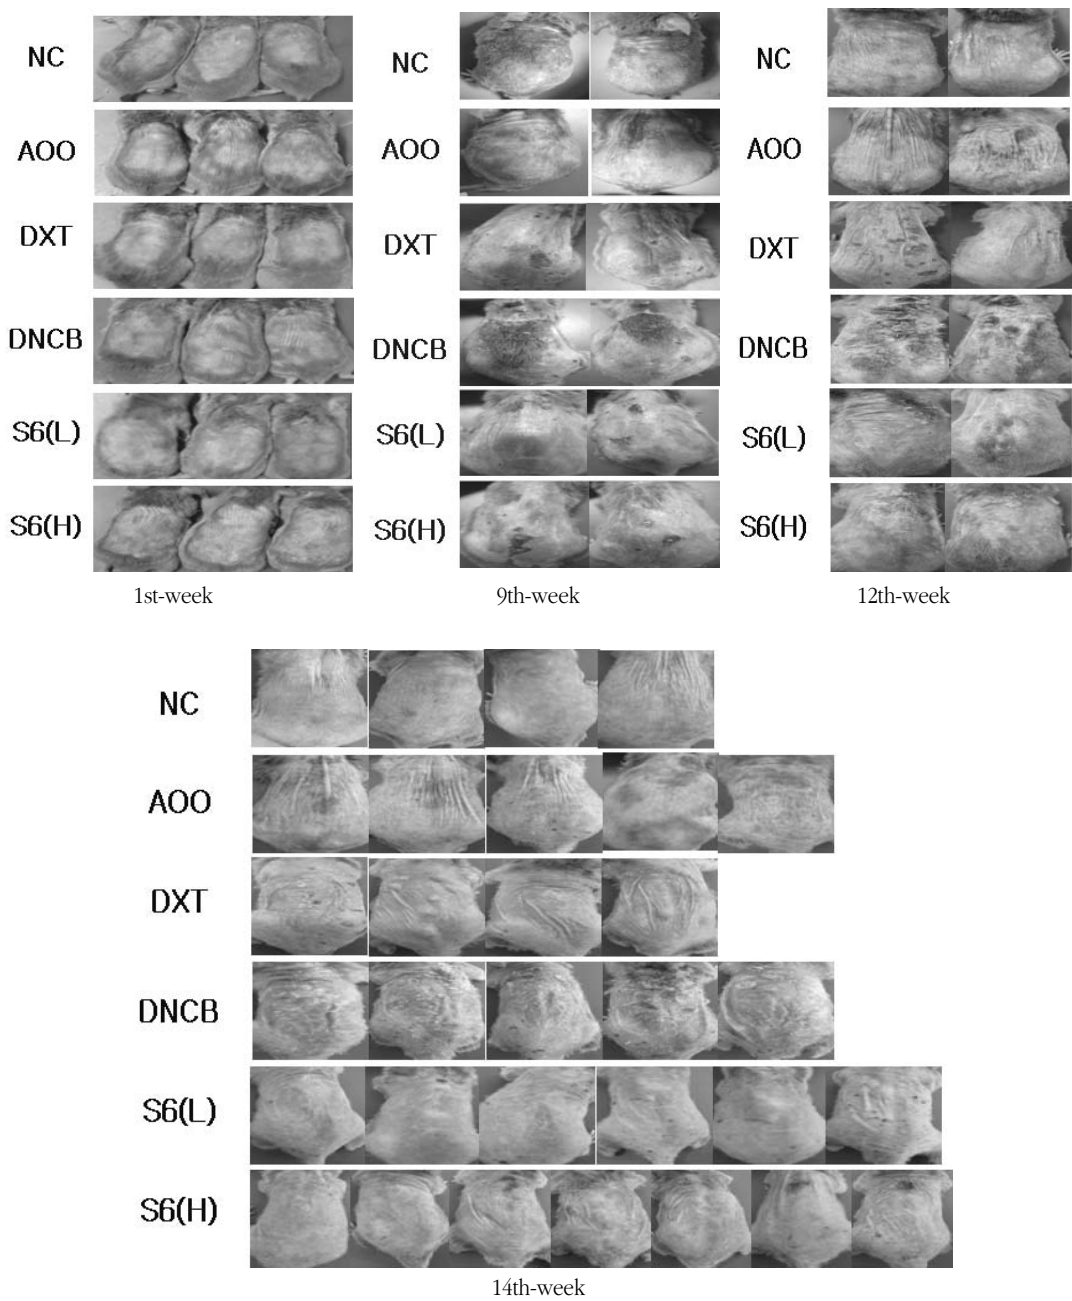 NC
AOO
DXT
DNCB
S6(L)
S6(H)
1st-week
NC
AOO
DXT
DNCB
S6(L)
S6(H)
9th-week
NC
AOO
DXT
DNCB
S6(L)
S6(H)
12th-week
NC
AOO
DXT
DNCB
S6(L)
S6(H)
14th-week